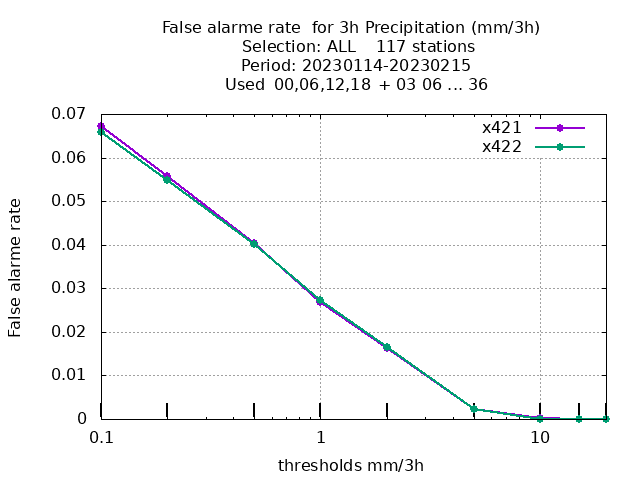 False alarme rate  for 3h Precipitation (mm/3h)
Selection: ALL    117 stations
Period: 20230114-20230215
Used  00,06,12,18  + 03 06 ... 36
x421
x422
0.07
0.06
0.05
0.04
0.03
0.02
0.01
0
0.1
1
10
False alarme rate
thresholds mm/3h